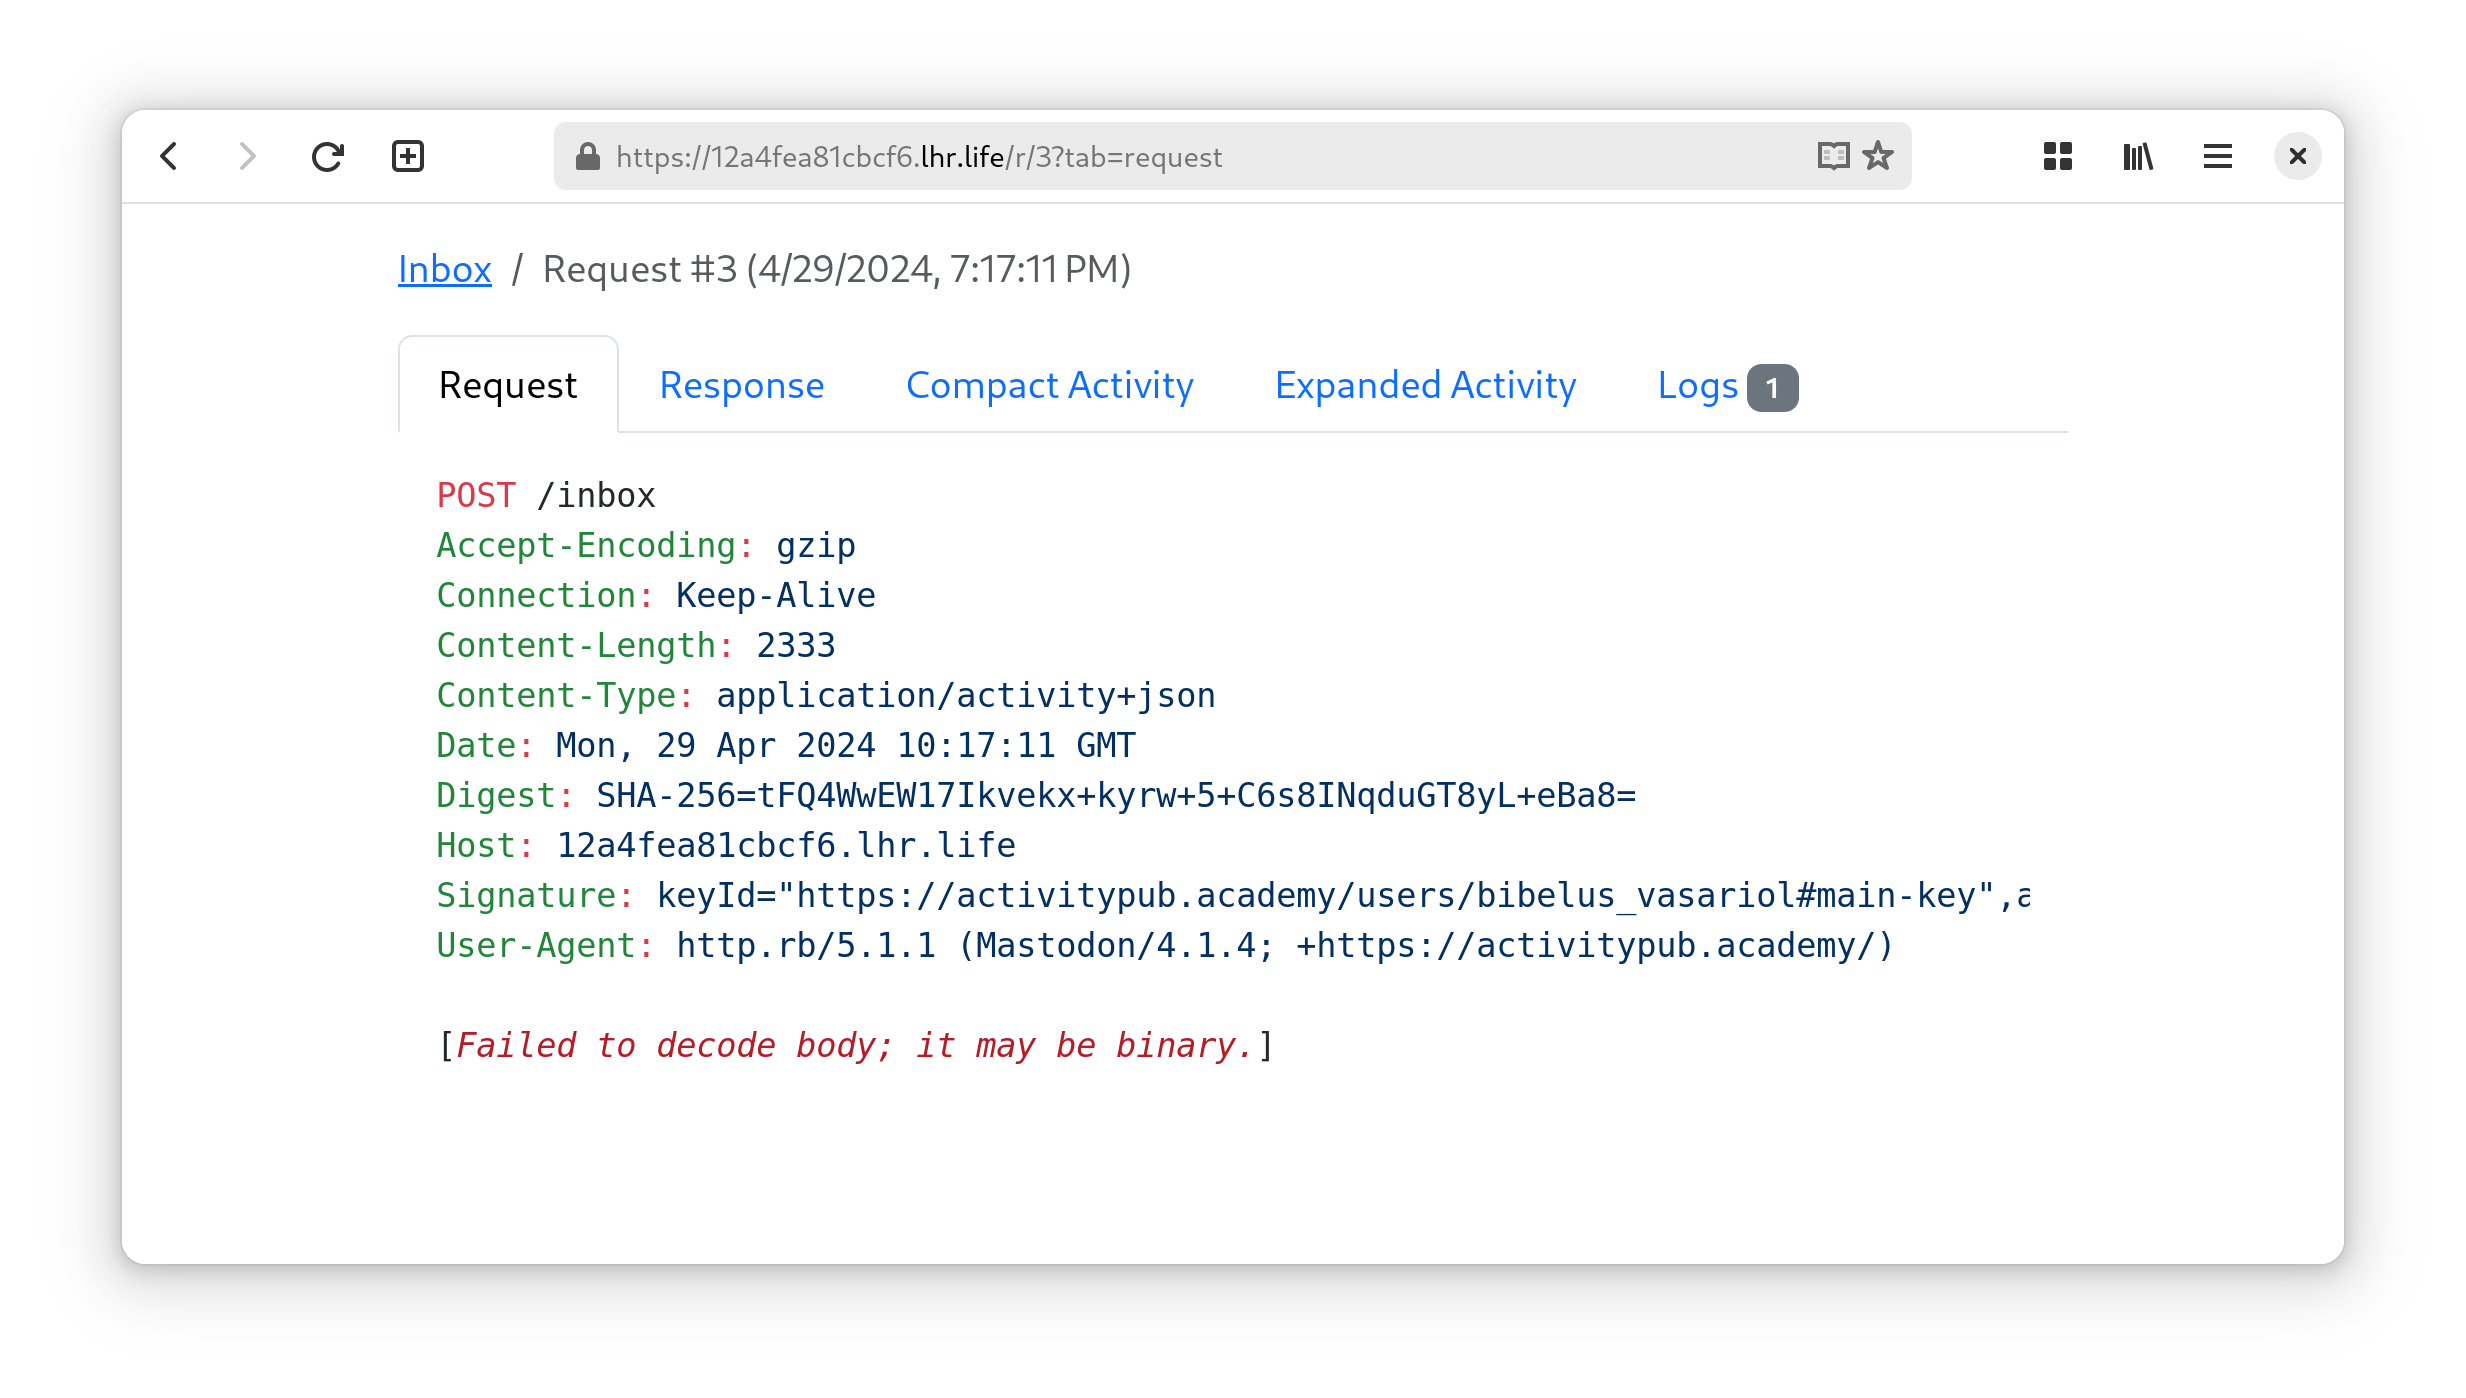 https://12a4fea81cbcf6.lhr.life/r/3?tab=request
Inbox / Request #3 (4/29/2024, 7:17:11 PM)
Request Response Compact Activity Expanded Activity Logs 1
POST /inbox
Accept-Encoding: gzip
Connection: Keep-Alive
Content-Length: 2333
Content-Type: application/activity+json
Date: Mon, 29 Apr 2024 10:17:11 GMT
Digest: SHA-256=tFQ4WwEW17Ikvekx+kyrw+5+C6s8INqduGT8yL+eBa8=
Host: 12a4fea81cbcf6.lhr.life
Signature: keyId="https://activitypub.academy/users/bibelus_vasariol#main-key",a
User-Agent: http.rb/5.1.1 (Mastodon/4.1.4; +https://activitypub.academy/)
[Failed to decode body; it may be binary.]